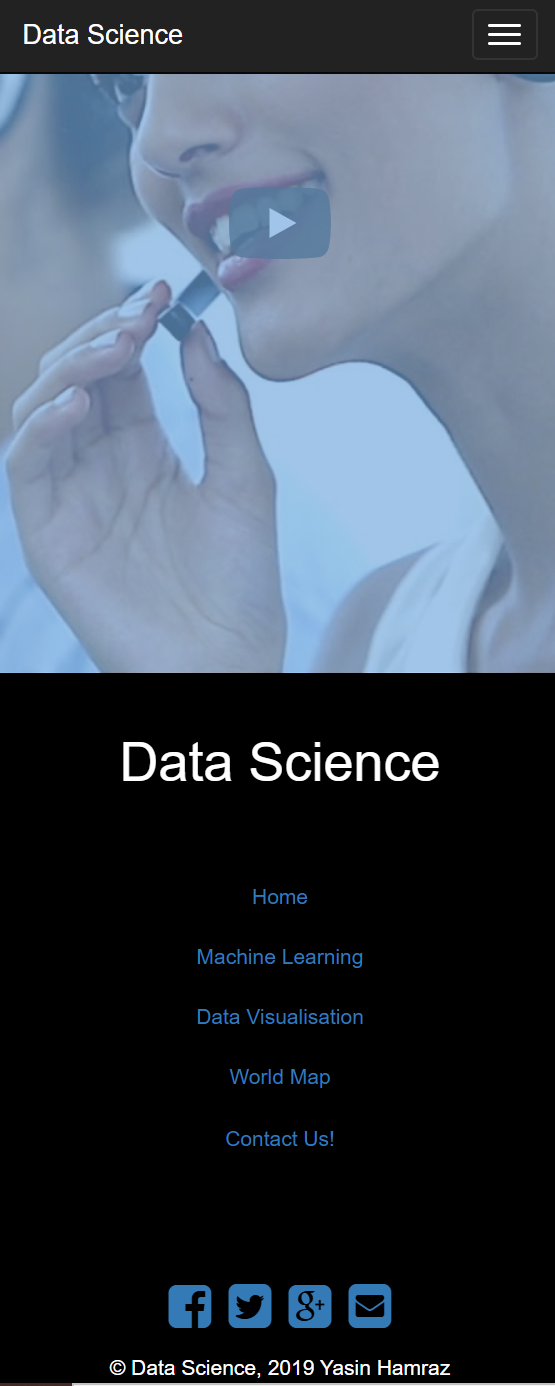 Data Science
Data Science
Home
Machine Learning
Data Visualisation
World Map
Contact Us!
© Data Science, 2019 Yasin Hamraz